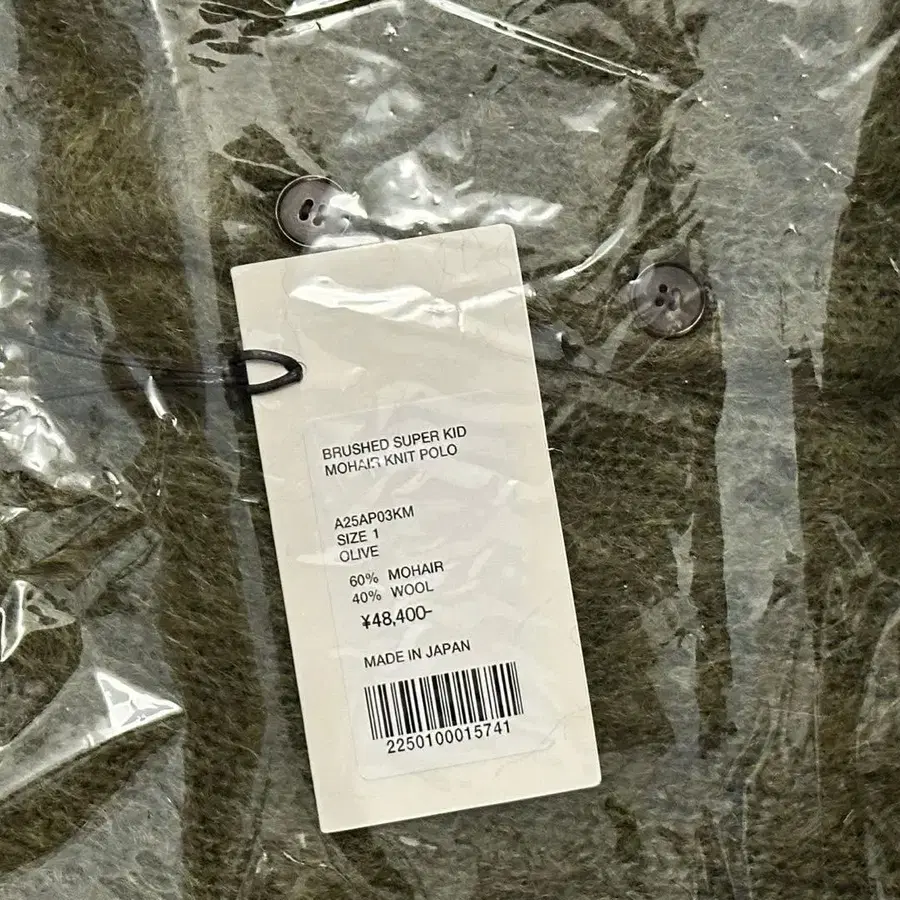 BRUSHED SUPER KID
MOHAIR KNIT POLO
A25AP03KM
SIZE 1
OLIVE
60% MOHAIR
40% WOOL
¥48,400-
MADE IN JAPAN
2250100015741